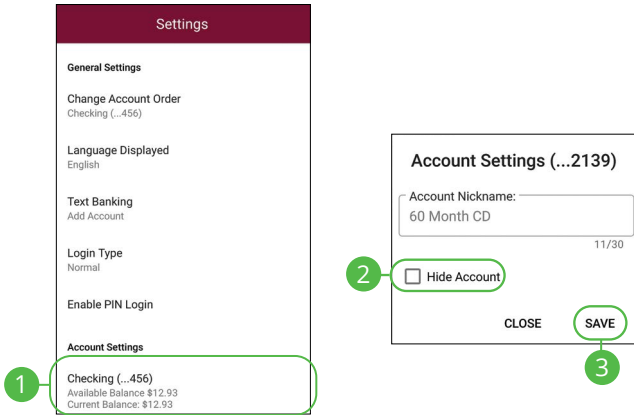 Settings
General Settings
Change Account Order
Checking (...456)
Language Displayed
English
Text Banking
Add Account
Login Type
Normal
Enable PIN Login
Account Settings
1
Checking (...456)
Available Balance $12.93
Current Balance: $12.93
Account Settings (...2139)
Account Nickname:
60 Month CD
11/30
2
Hide Account
CLOSE SAVE
3